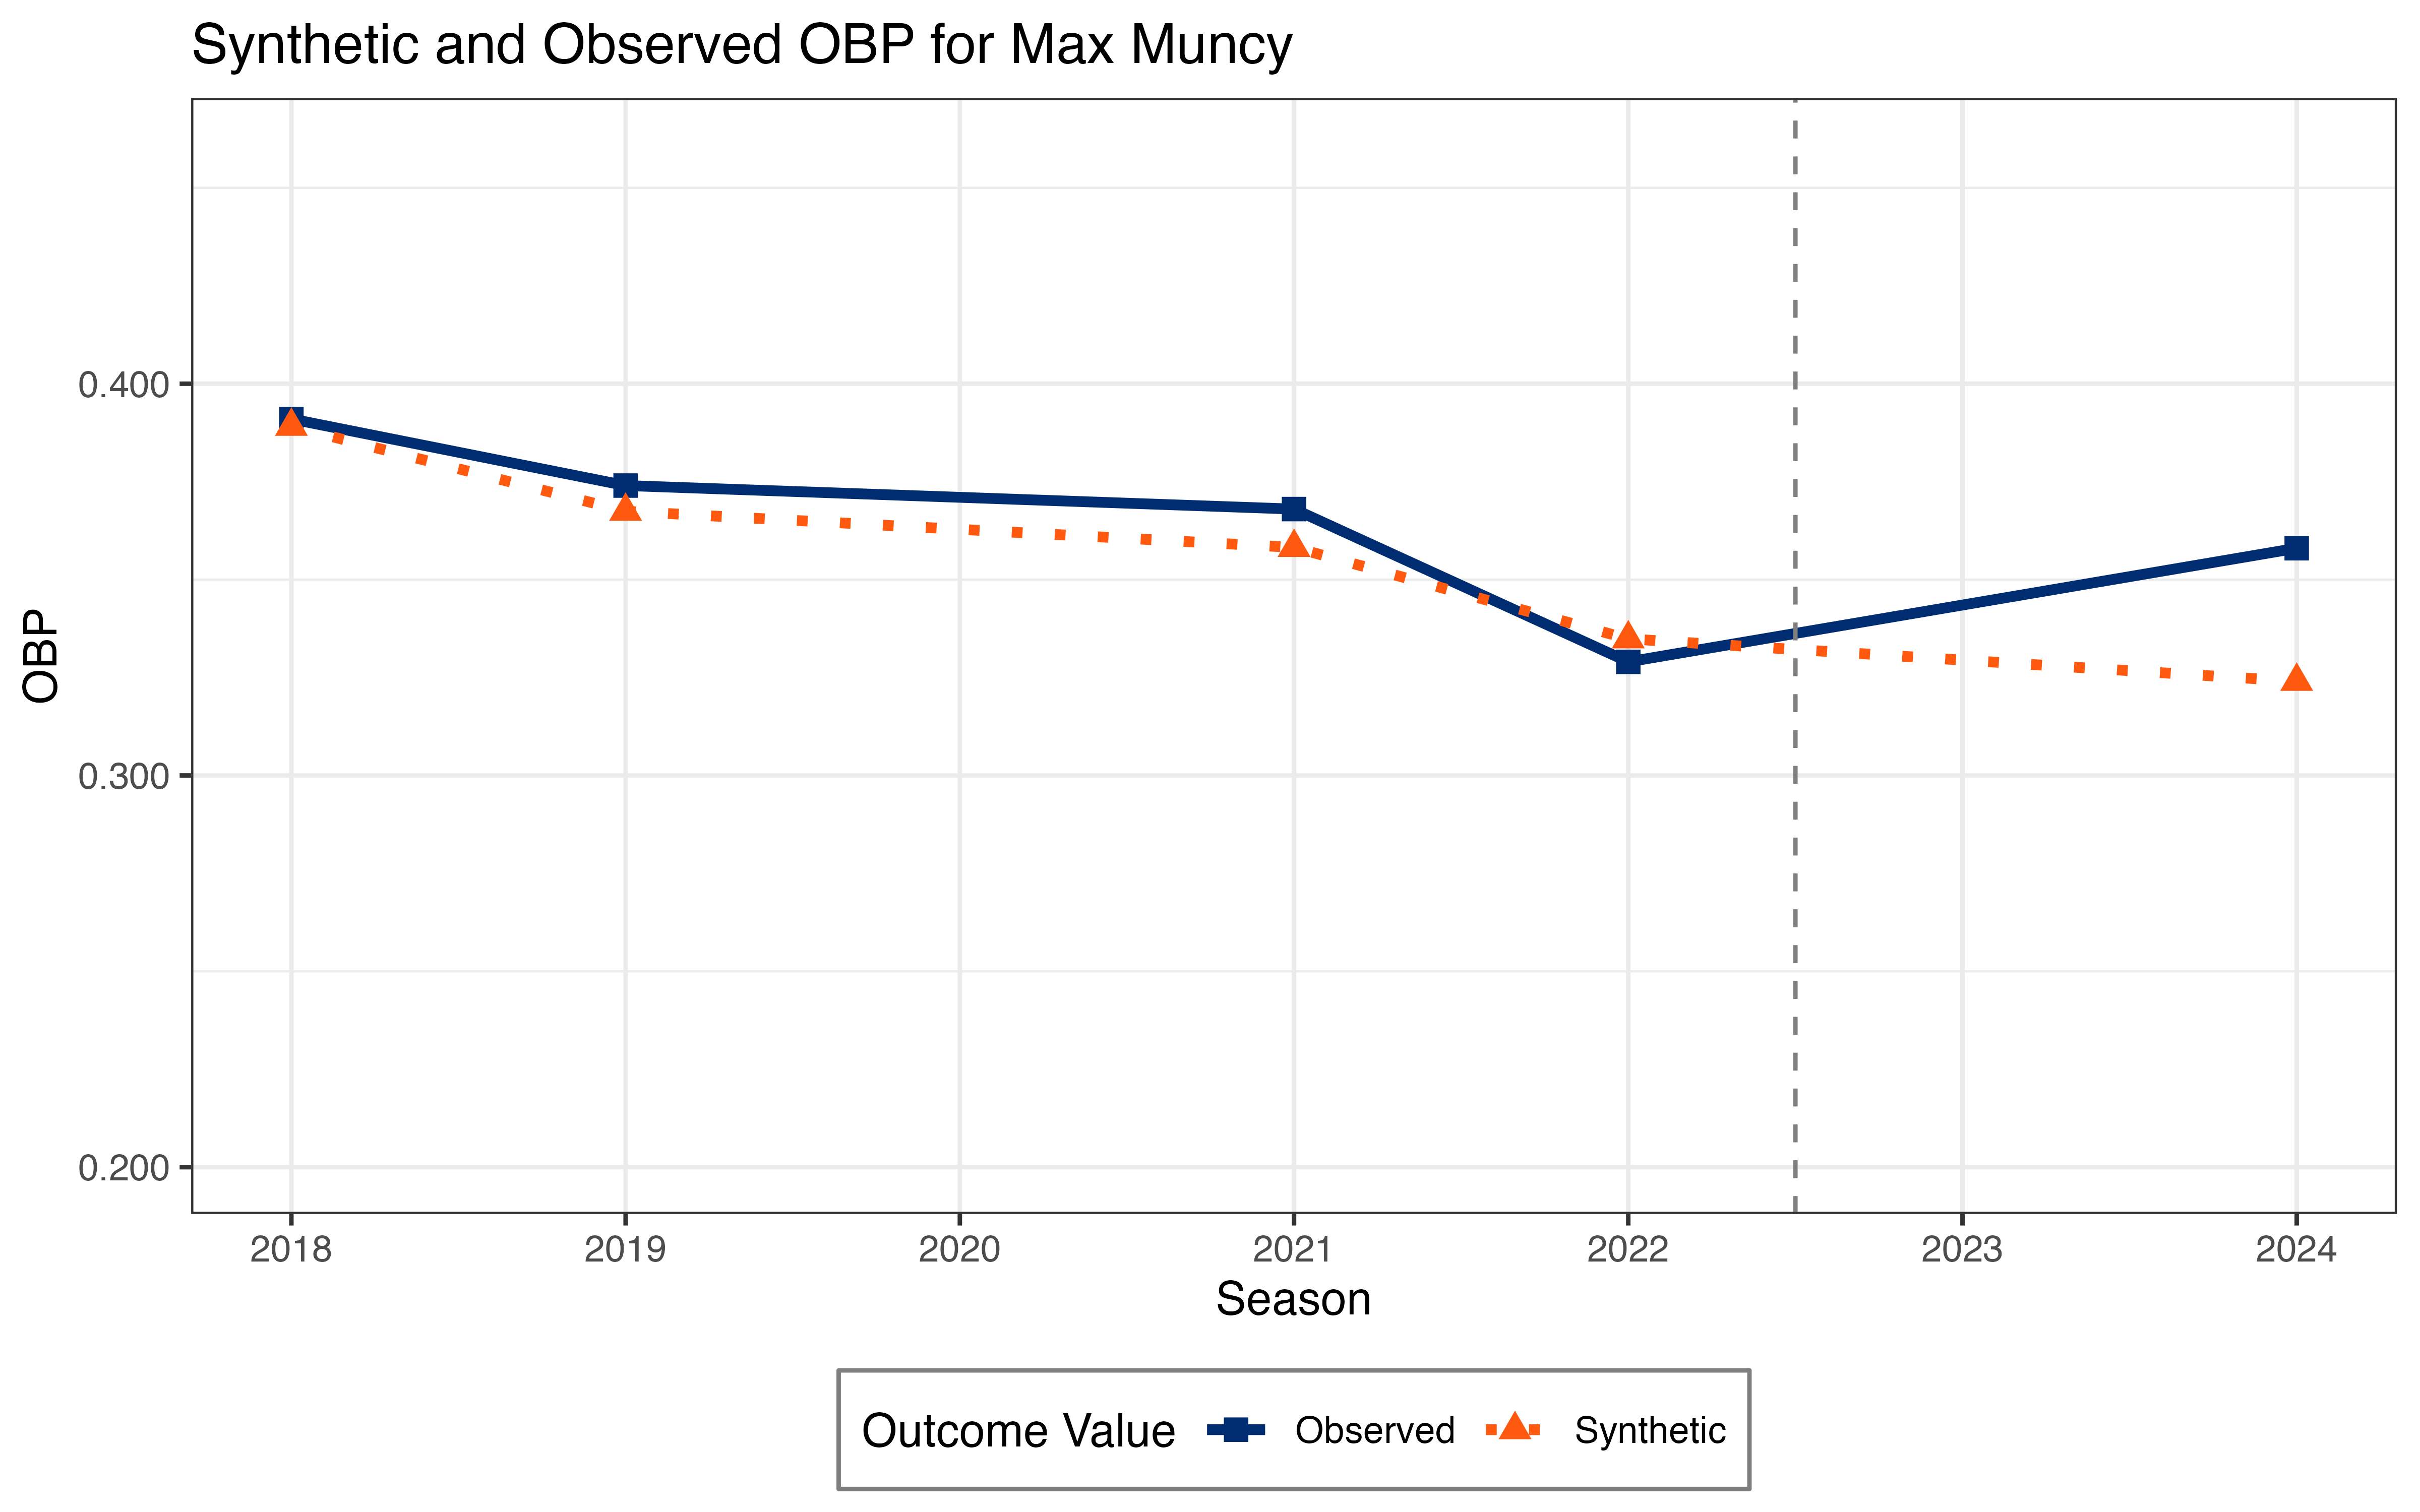 Synthetic and Observed OBP for Max Muncy
OBP
0.400
0.300
0.200
2018 2019 2020 2021 2022 2023 2024
Season
Outcome Value Observed Synthetic